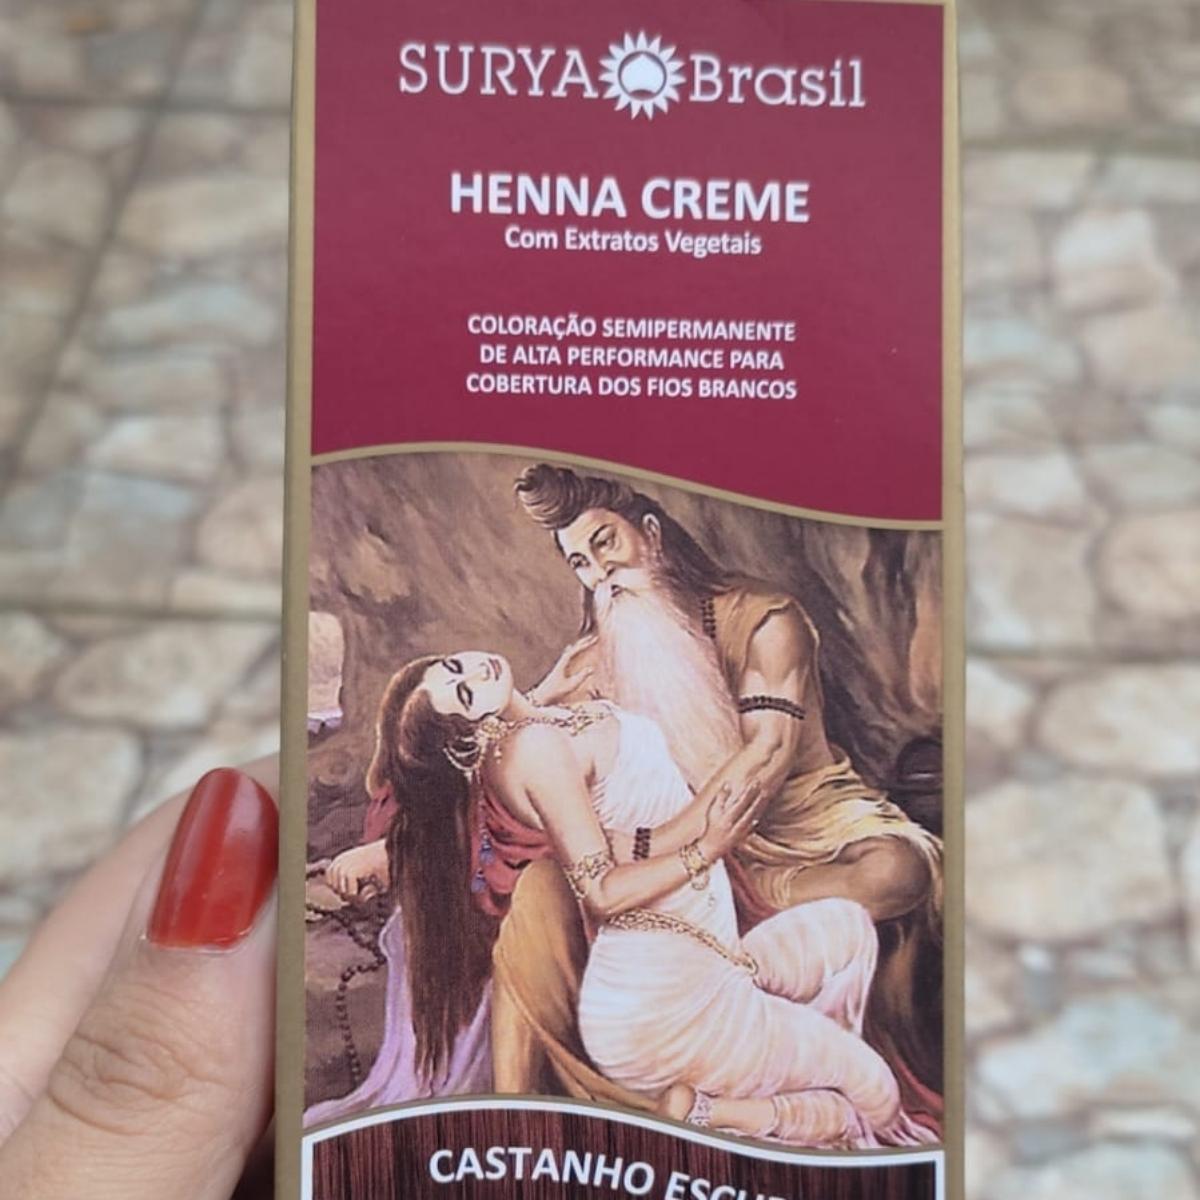 SURYA Brasil
HENNA CREME
Com Extratos Vegetais
COLORAÇÃO SEMIPERMANENTE
DE ALTA PERFORMANCE PARA
COBERTURA DOS FIOS BRANCOS
CASTANHO